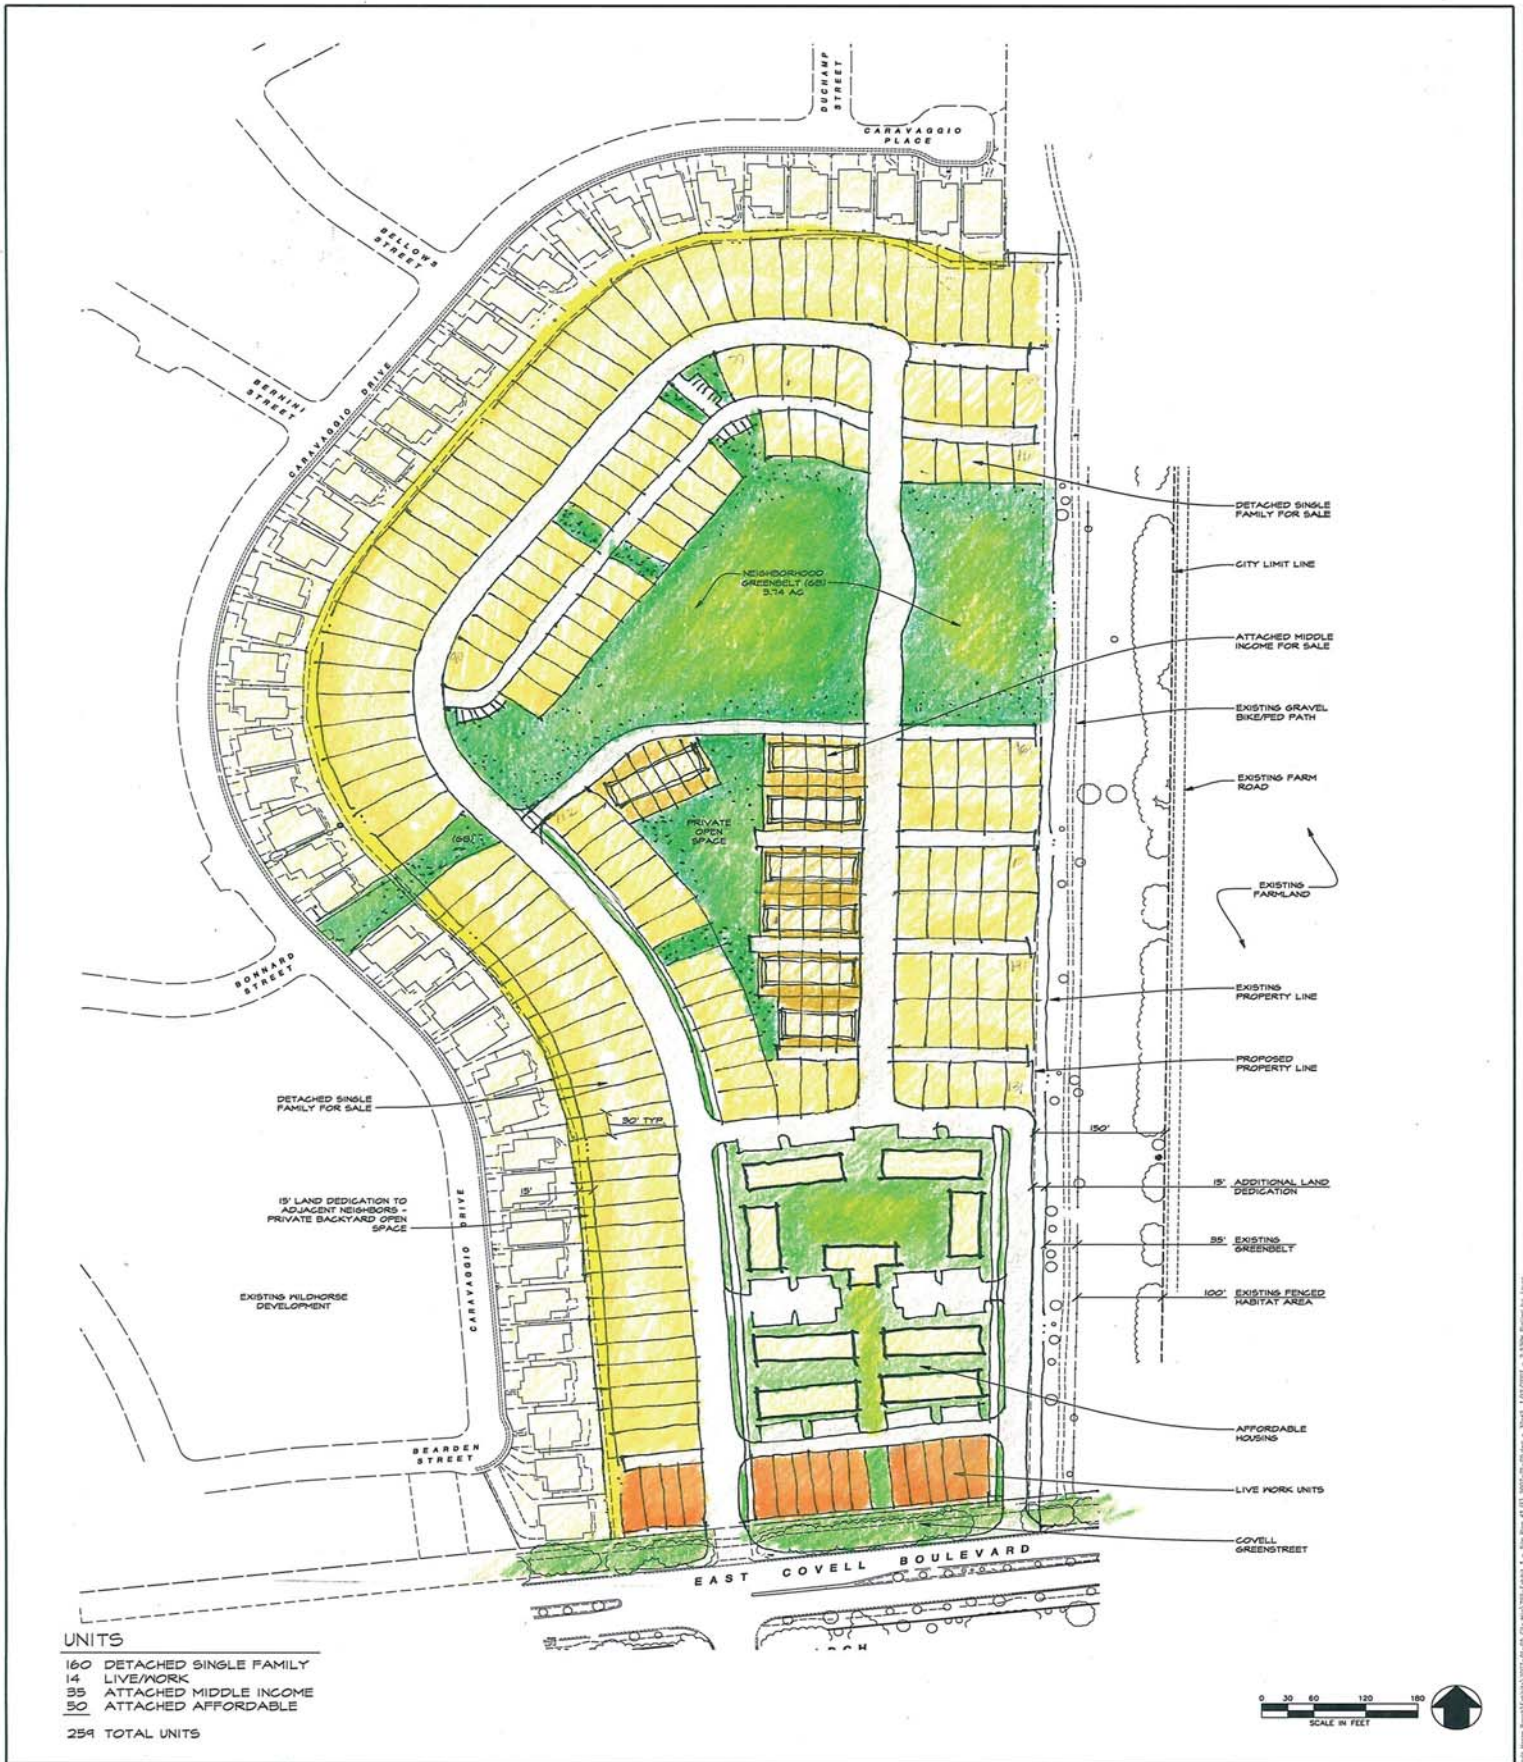 DUCHAMP
STREET
CARAVAGGIO
PLACE
BELLOWS
STREET
BERNINI
STREET
CARAVAGGIO DRIVE
DETACHED SINGLE
FAMILY FOR SALE
CITY LIMIT LINE
NEIGHBORHOOD
GREENBELT (GB)
ATTACHED MIDDLE
INCOME FOR SALE
EXISTING GRAVEL
BIKE/PED PATH
EXISTING FARM
ROAD
PRIVATE
OPEN
SPACE
(GB)
EXISTING
FARMLAND
BONNARD
STREET
EXISTING
PROPERTY LINE
PROPOSED
PROPERTY LINE
DETACHED SINGLE
FAMILY FOR SALE
150'
15' ADDITIONAL LAND
DEDICATION
15'
15' LAND DEDICATION TO
ADJACENT NEIGHBORS -
PRIVATE BACKYARD OPEN
SPACE
CARAVAGGIO DRIVE
EXISTING
GREENBELT
EXISTING WILDHORSE
DEVELOPMENT
100' EXISTING FENCED
HABITAT AREA
AFFORDABLE
HOUSING
BEARDEN
STREET
LIVE WORK UNITS
COVELL
GREENSTREET
EAST COVELL BOULEVARD
UNITS
160 DETACHED SINGLE FAMILY
14 LIVE/WORK
35 ATTACHED MIDDLE INCOME
50 ATTACHED AFFORDABLE
259 TOTAL UNITS
0 30 60 120 180
SCALE IN FEET